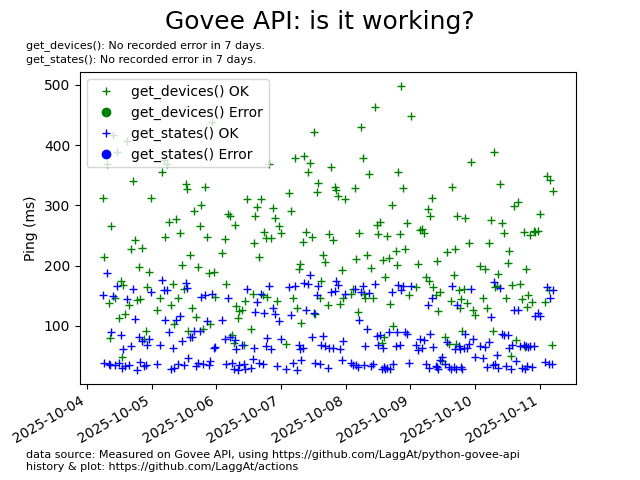 Govee API: is it working?
get_devices(): No recorded error in 7 days.
get_states(): No recorded error in 7 days.
get_devices() OK
get_devices() Error
get_states() OK
get_states() Error
Ping (ms)
500
400
300
200
100
2025-10-04
2025-10-05
2025-10-06
2025-10-07
2025-10-08
2025-10-09
2025-10-10
2025-10-11
data source: Measured on Govee API, using https://github.com/LaggAt/python-govee-api
history & plot: https://github.com/LaggAt/actions